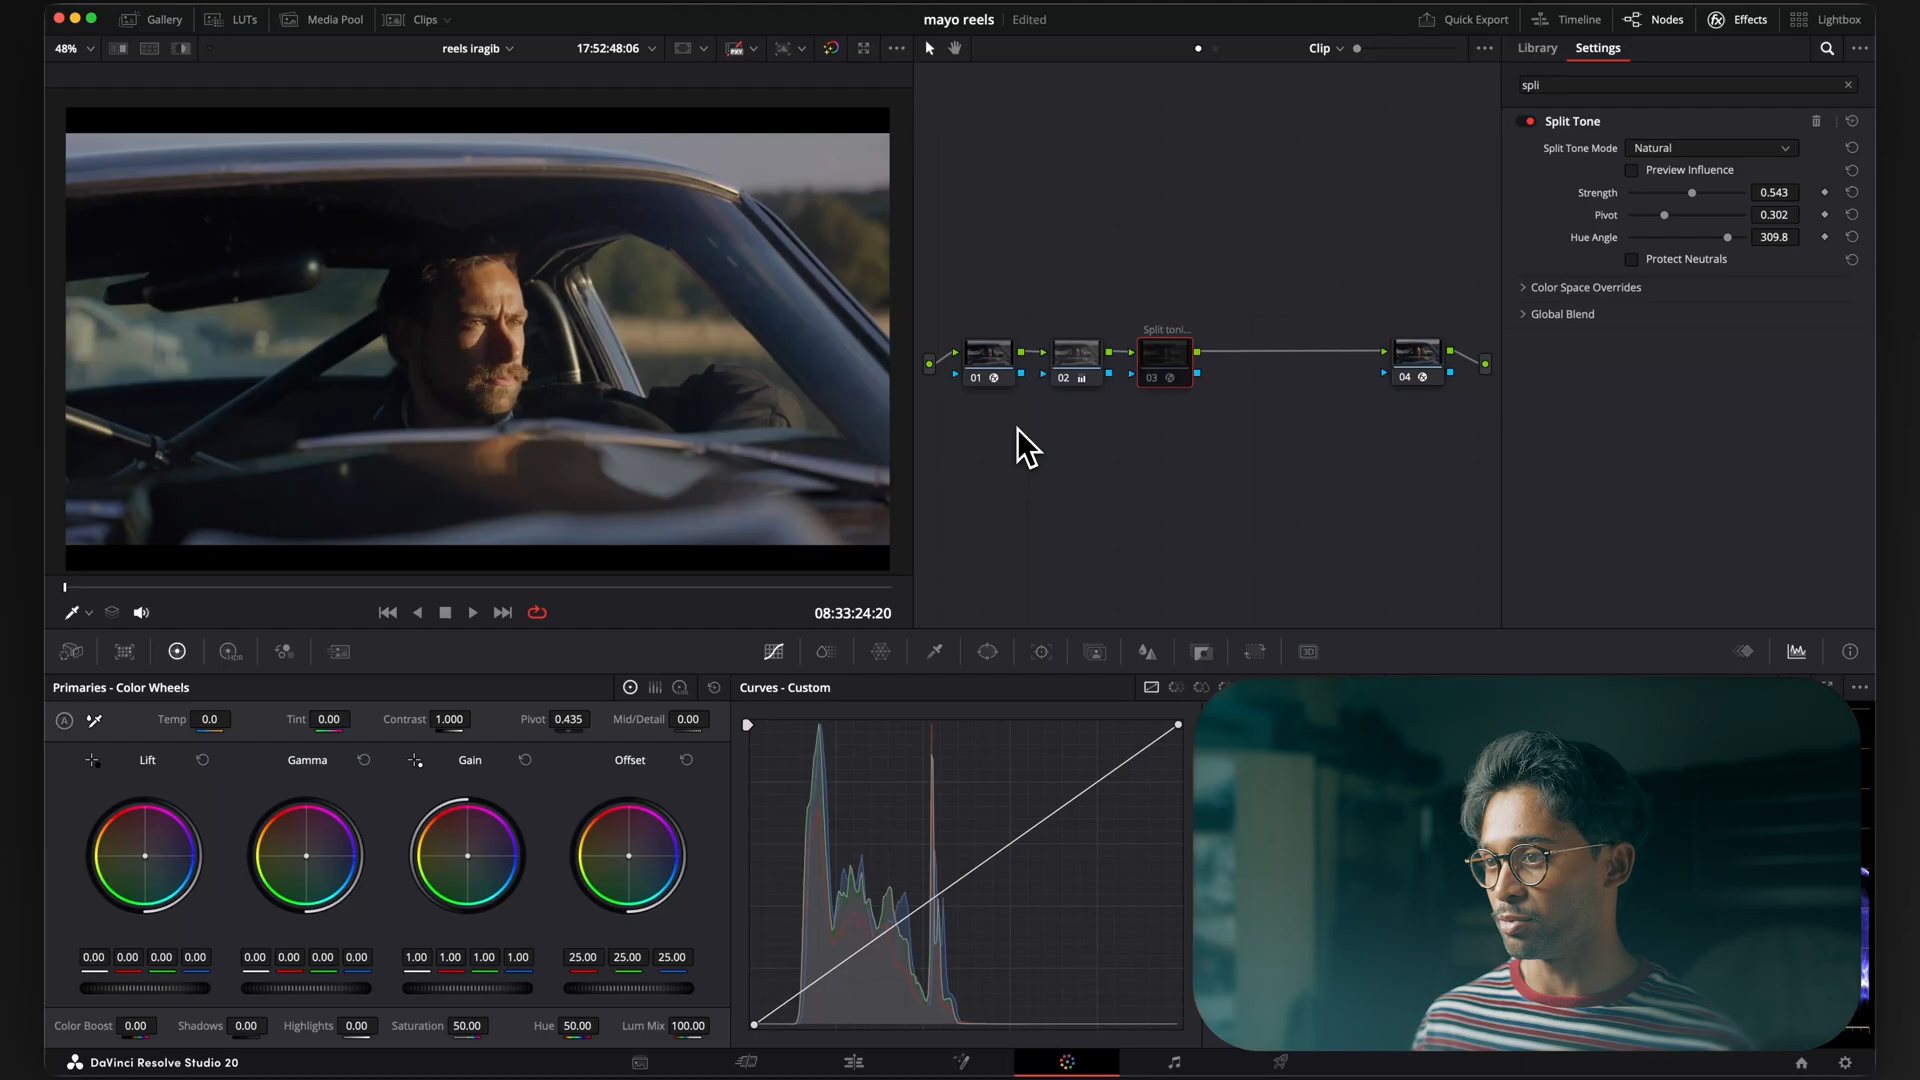 Gallery LUTs Media Pool Clips mayo reels Edited Quick Export Timeline Nodes Effects Lightbox
48% reels iragib 17:52:48:06 Clip Library Settings
spli
Split Tone
Split Tone Mode Natural
Preview Influence
Strength 0.543
Pivot 0.302
Hue Angle 309.8
Protect Neutrals
Color Space Overrides
Global Blend
Split toni...
01 02 03 04
08:33:24:20
HDR 3D
Primaries - Color Wheels Curves - Custom
A Temp 0.0 Tint 0.00 Contrast 1.000 Pivot 0.435 Mid/Detail 0.00
Lift Gamma Gain Offset
0.00 0.00 0.00 0.00 0.00 0.00 0.00 0.00 1.00 1.00 1.00 1.00 25.00 25.00 25.00
Color Boost 0.00 Shadows 0.00 Highlights 0.00 Saturation 50.00 Hue 50.00 Lum Mix 100.00
DaVinci Resolve Studio 20